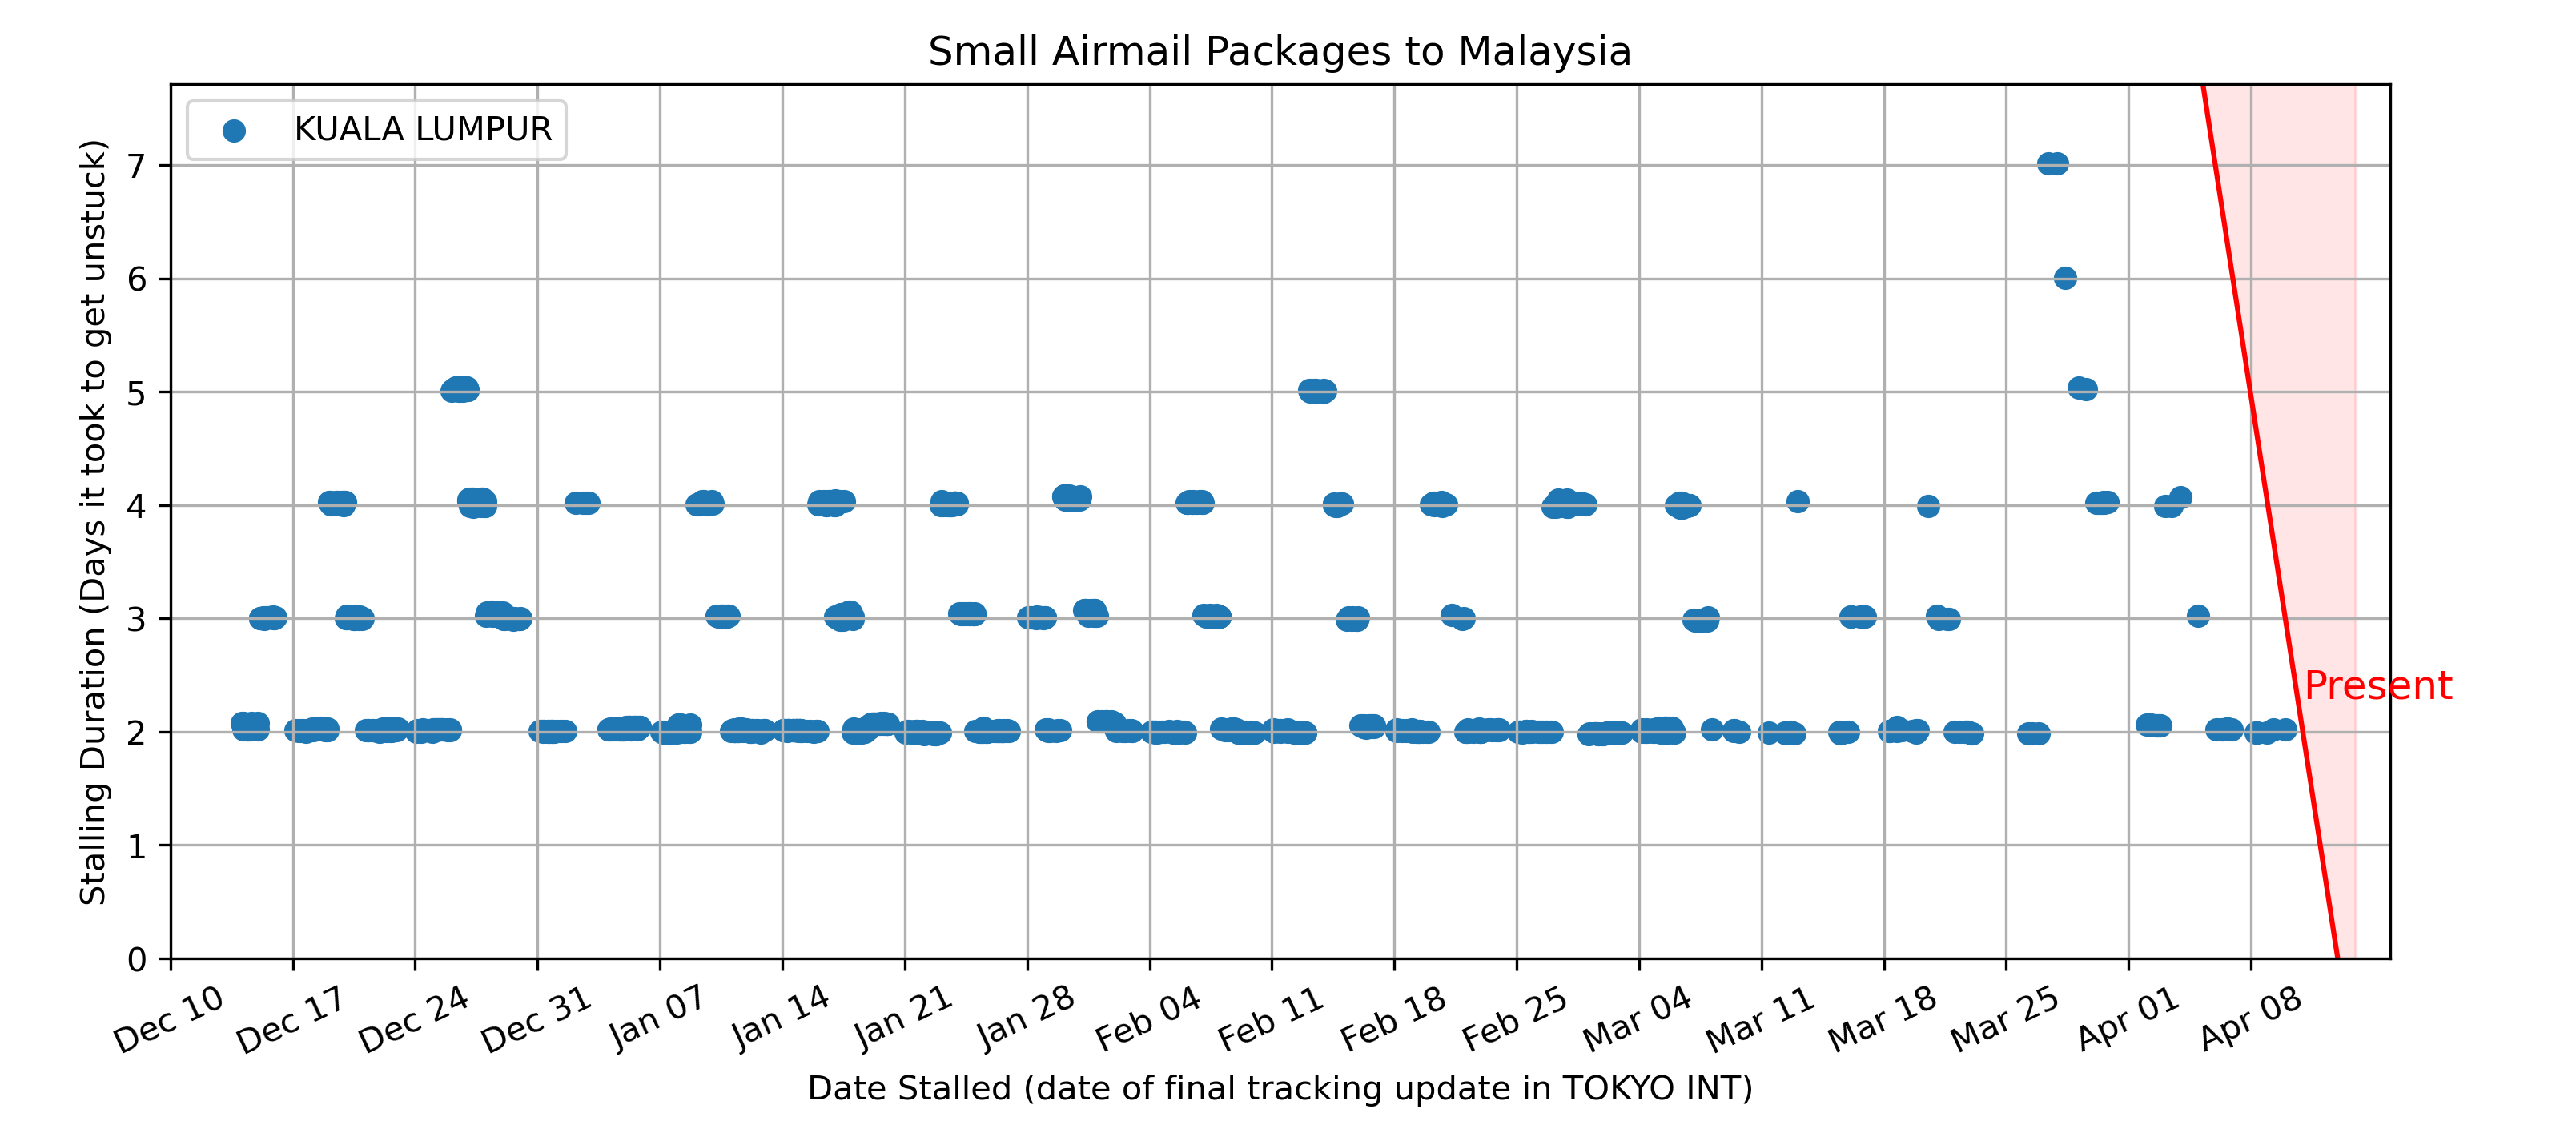 Small Airmail Packages to Malaysia
KUALA LUMPUR
Stalling Duration (Days it took to get unstuck)
7
6
5
4
3
2
1
0
Present
Dec 10
Dec 17
Dec 24
Dec 31
Jan 07
Jan 14
Jan 21
Jan 28
Feb 04
Feb 11
Feb 18
Feb 25
Mar 04
Mar 11
Mar 18
Mar 25
Apr 01
Apr 08
Date Stalled (date of final tracking update in TOKYO INT)